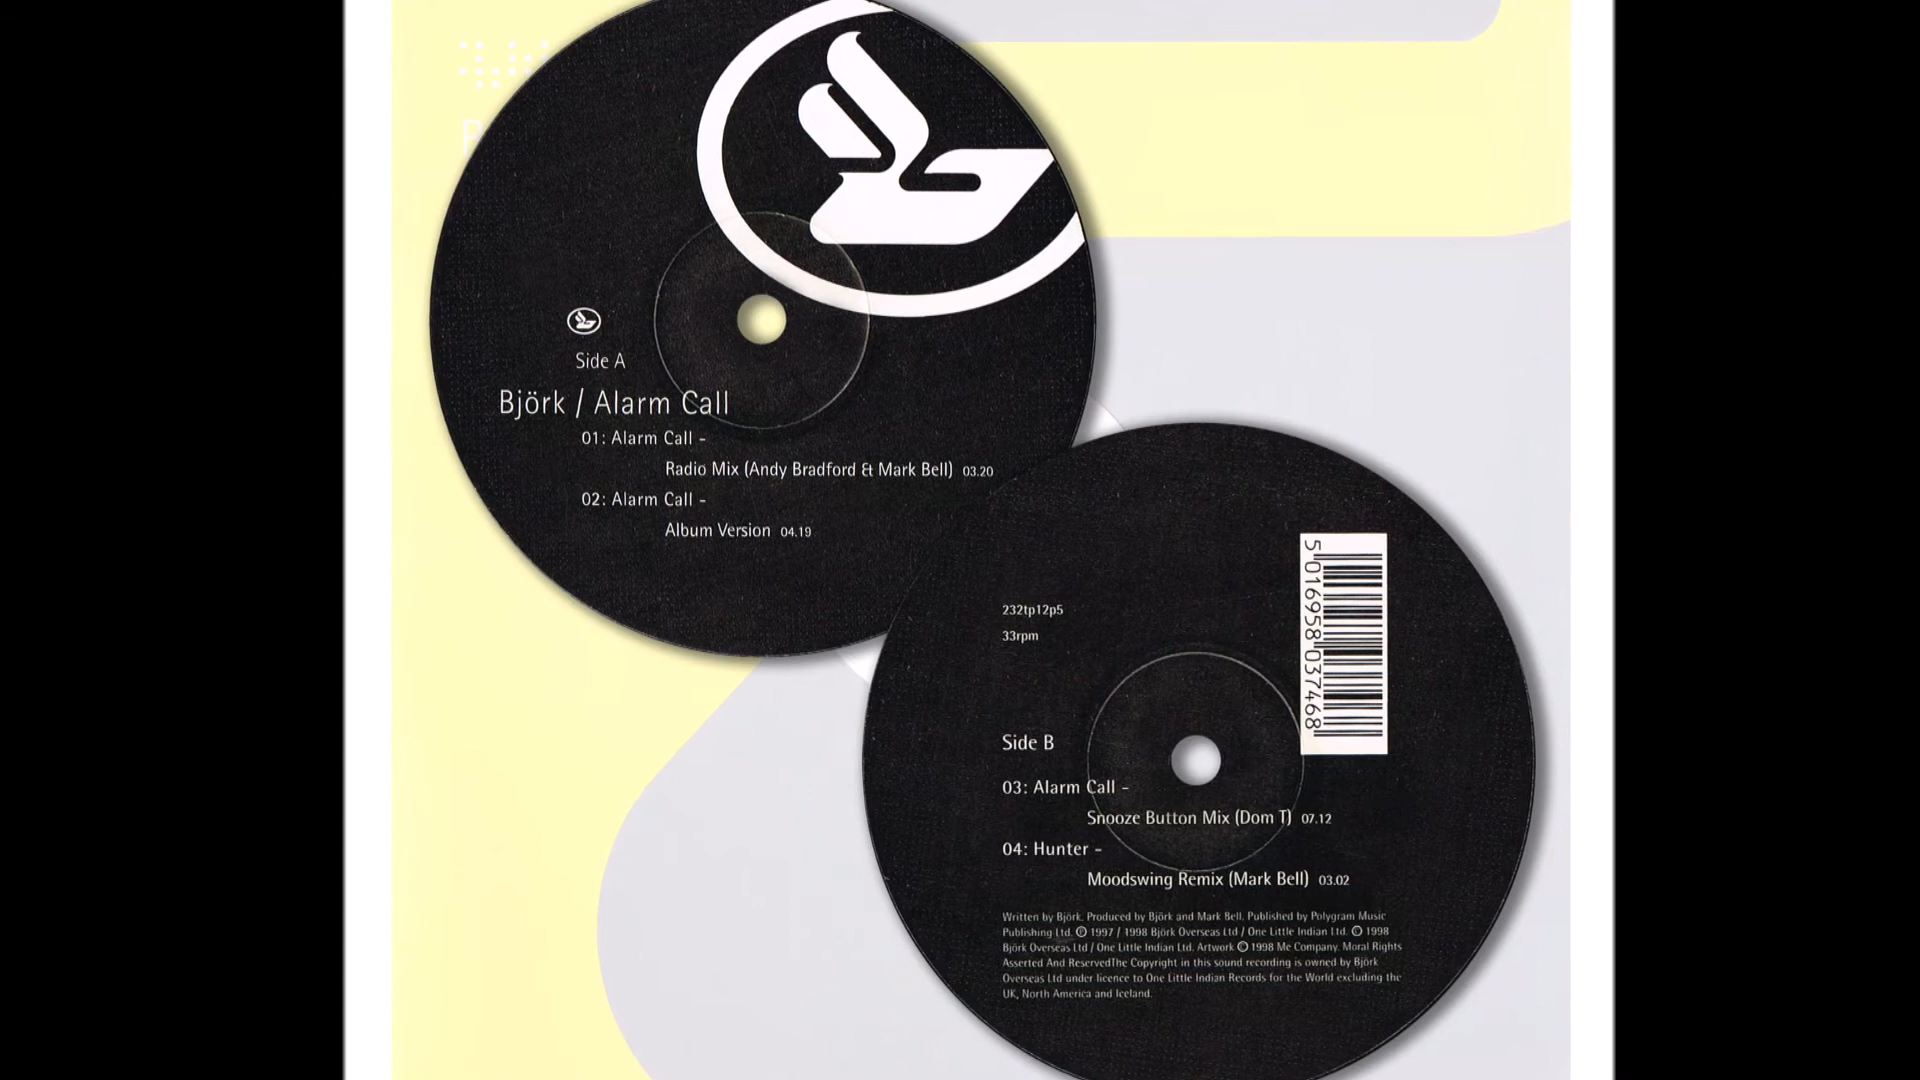 Side A
Björk / Alarm Call
01: Alarm Call -
Radio Mix (Andy Bradford & Mark Bell) 03.20
02: Alarm Call -
Album Version 04.19
232tp12p5
33rpm
5 016958 037468
Side B
03: Alarm Call -
Snooze Button Mix (Dom T) 07.12
04: Hunter -
Moodswing Remix (Mark Bell) 03.02
Written by Björk. Produced by Björk and Mark Bell. Published by Polygram Music
Publishing Ltd. ℗ 1997 / 1998 Björk Overseas Ltd / One Little Indian Ltd. © 1998
Björk Overseas Ltd / One Little Indian Ltd. Artwork © 1998 Me Company. Moral Rights
Asserted And ReservedThe Copyright in this sound recording is owned by Björk
Overseas Ltd under licence to One Little Indian Records for the World excluding the
UK, North America and Iceland.